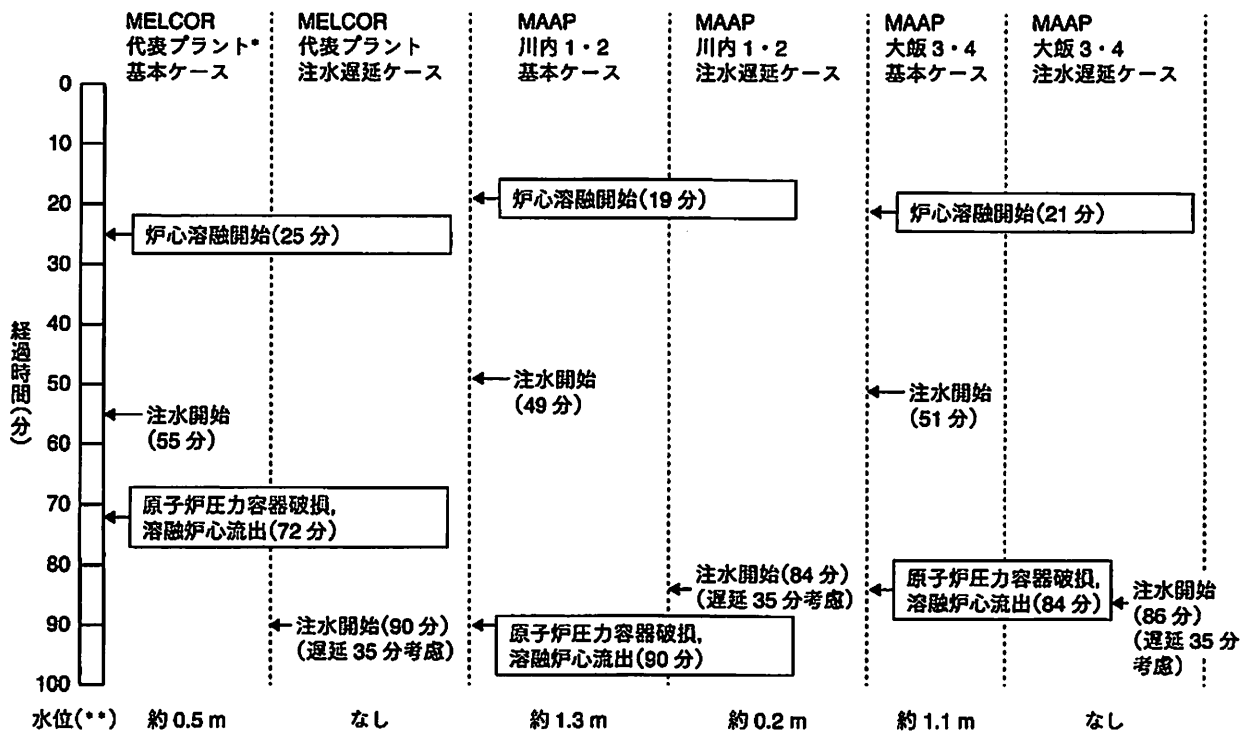 MELCOR
代表プラント*
基本ケース
MELCOR
代表プラント
注水遅延ケース
MAAP
川内1・2
基本ケース
MAAP
川内1・2
注水遅延ケース
MAAP
大飯3・4
基本ケース
MAAP
大飯3・4
注水遅延ケース
経過時間(分)
0
10
20
30
40
50
60
70
80
90
100
炉心溶融開始(25分)
炉心溶融開始(19分)
炉心溶融開始(21分)
注水開始
(55分)
注水開始
(49分)
注水開始
(51分)
原子炉圧力容器破損,
溶融炉心流出(72分)
注水開始(90分)
(遅延35分考慮)
原子炉圧力容器破損,
溶融炉心流出(90分)
注水開始(84分)
(遅延35分考慮)
原子炉圧力容器破損,
溶融炉心流出(84分)
注水開始
(86分)
(遅延35分
考慮)
水位(**) 約0.5 m なし 約1.3 m 約0.2 m 約1.1 m なし